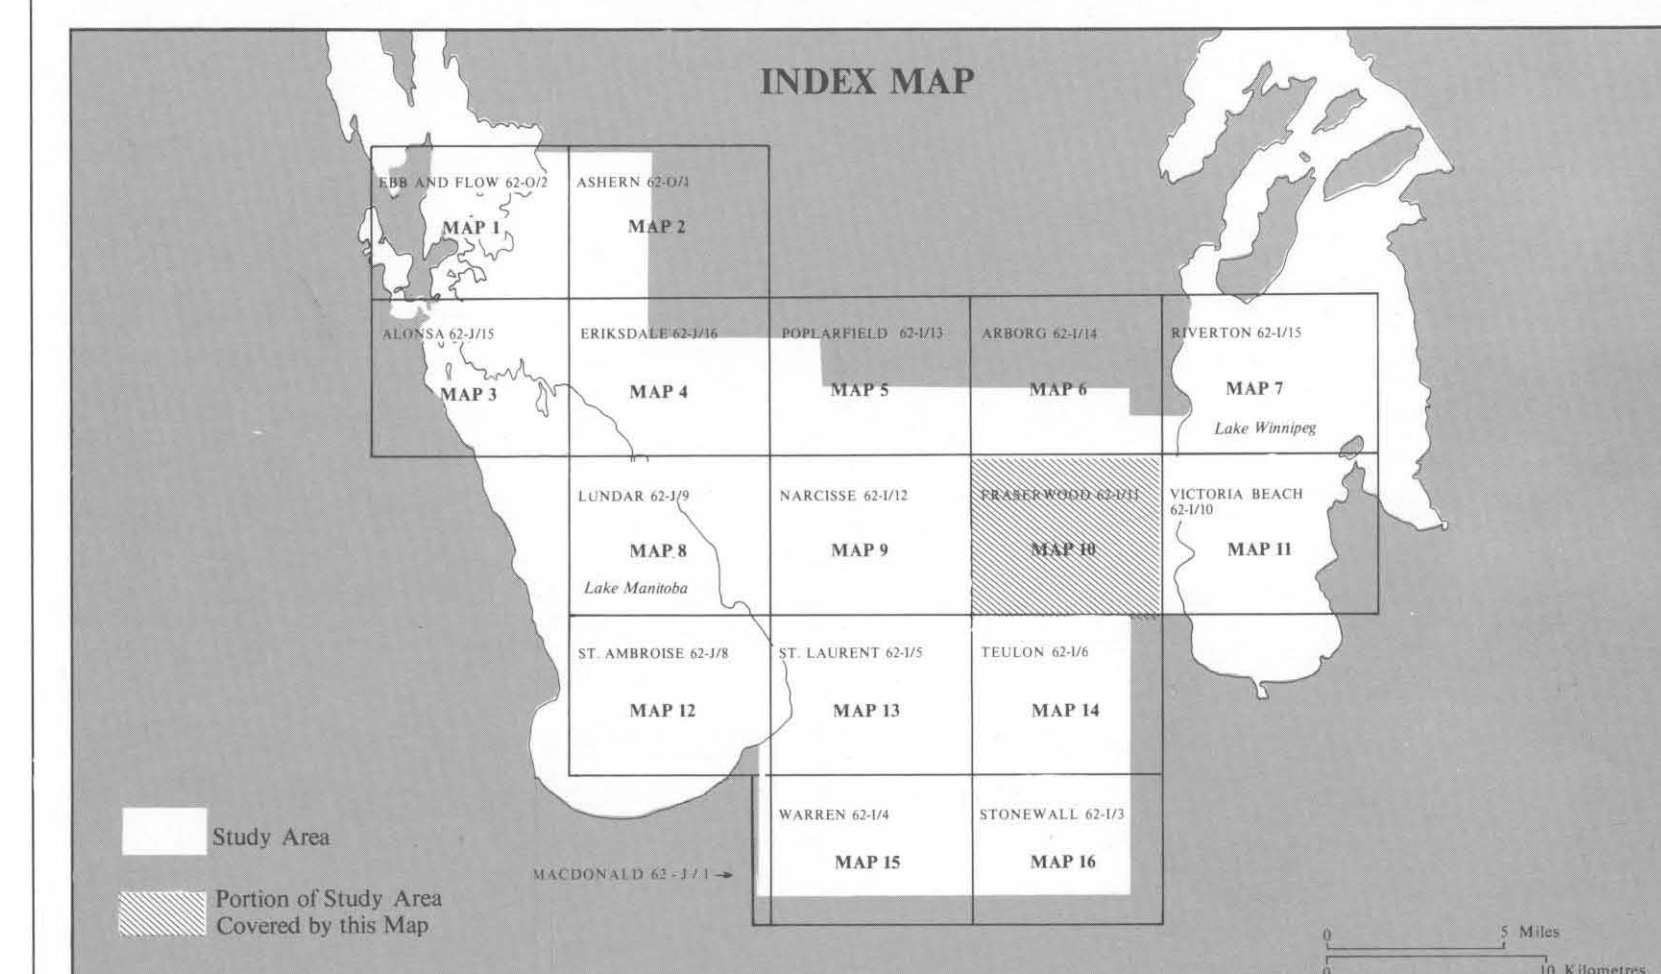 INDEX MAP
EBB AND FLOW 62-O/2
MAP 1
ASHERN 62-O/1
MAP 2
ALONSA 62-J/15
MAP 3
ERIKSDALE 62-J/16
MAP 4
POPLARFIELD 62-I/13
MAP 5
ARBORG 62-I/14
MAP 6
RIVERTON 62-I/15
MAP 7
Lake Winnipeg
LUNDAR 62-J/9
MAP 8
Lake Manitoba
NARCISSE 62-I/12
MAP 9
FRASERWOOD 62-I/11
MAP 10
VICTORIA BEACH
62-I/10
MAP 11
ST. AMBROISE 62-J/8
MAP 12
ST. LAURENT 62-I/5
MAP 13
TEULON 62-I/6
MAP 14
WARREN 62-I/4
MAP 15
STONEWALL 62-I/3
MAP 16
MACDONALD 62-J/1
Study Area
Portion of Study Area
Covered by this Map
0 5 Miles
0 10 Kilometres